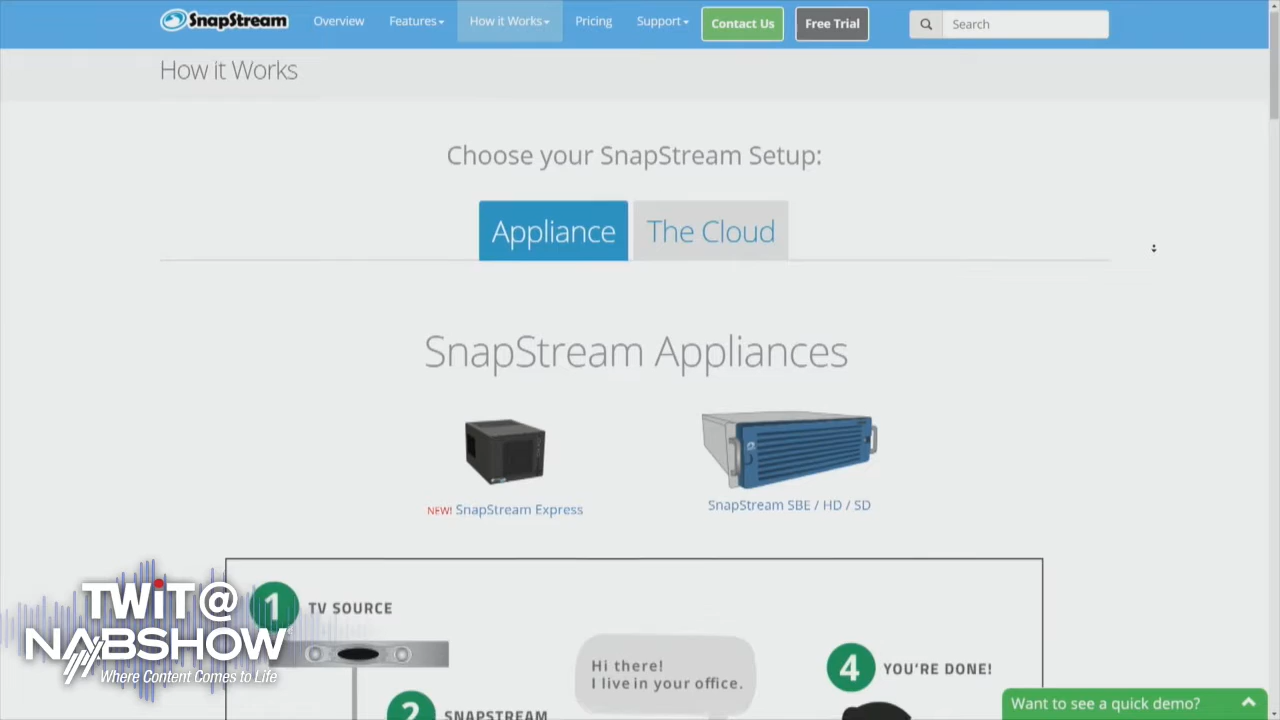 SnapStream Overview Features How it Works Pricing Support Contact Us Free Trial Search
How it Works
Choose your SnapStream Setup:
Appliance The Cloud
SnapStream Appliances
NEW! SnapStream Express
SnapStream SBE / HD / SD
1 TV SOURCE
2 SNAPSTREAM
Hi there!
I live in your office.
4 YOU'RE DONE!
TWiT@
NABSHOW
Where Content Comes to Life
Want to see a quick demo?